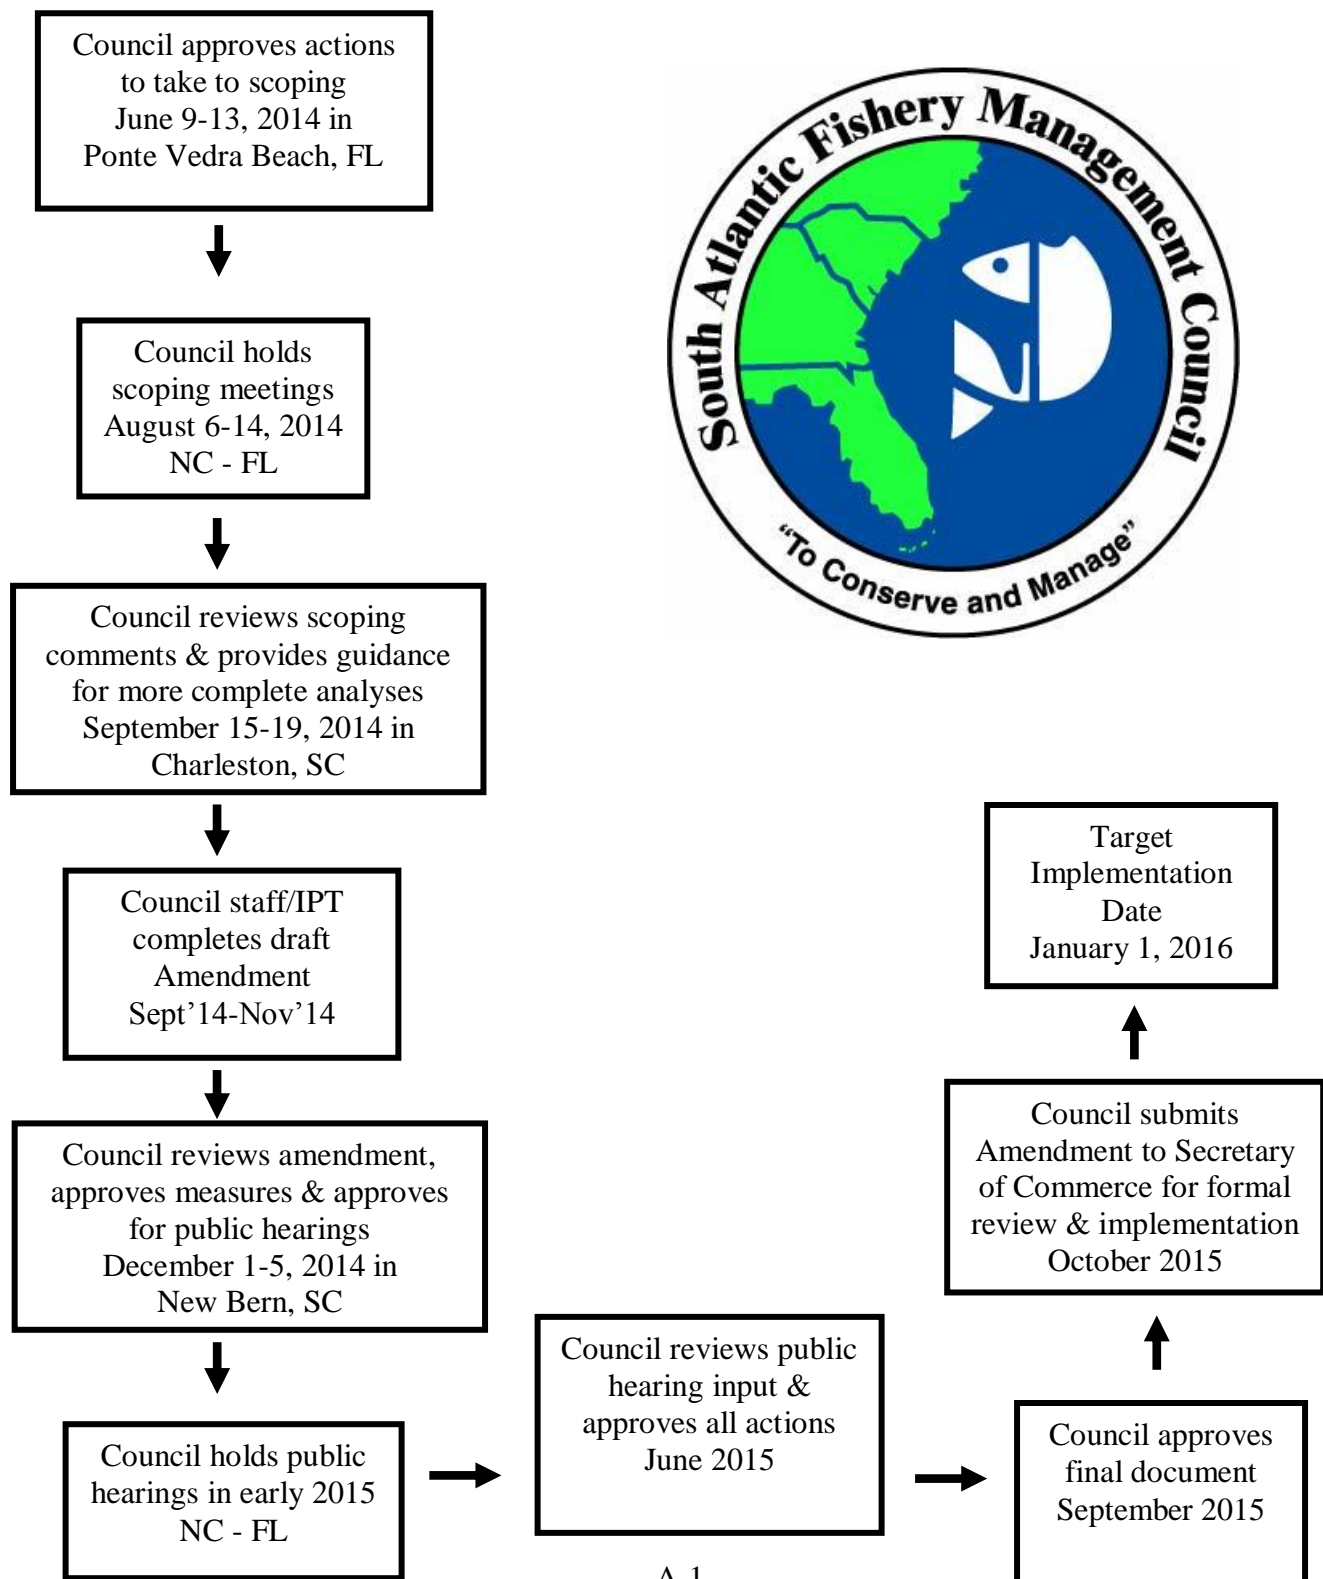 Council approves actions
to take to scoping
June 9-13, 2014 in
Ponte Vedra Beach, FL
South Atlantic Fishery Management Council
"To Conserve and Manage"
Council holds
scoping meetings
August 6-14, 2014
NC - FL
Council reviews scoping
comments & provides guidance
for more complete analyses
September 15-19, 2014 in
Charleston, SC
Council staff/IPT
completes draft
Amendment
Sept'14-Nov'14
Council reviews amendment,
approves measures & approves
for public hearings
December 1-5, 2014 in
New Bern, SC
Council holds public
hearings in early 2015
NC - FL
Council reviews public
hearing input &
approves all actions
June 2015
Council approves
final document
September 2015
Council submits
Amendment to Secretary
of Commerce for formal
review & implementation
October 2015
Target
Implementation
Date
January 1, 2016
A-1